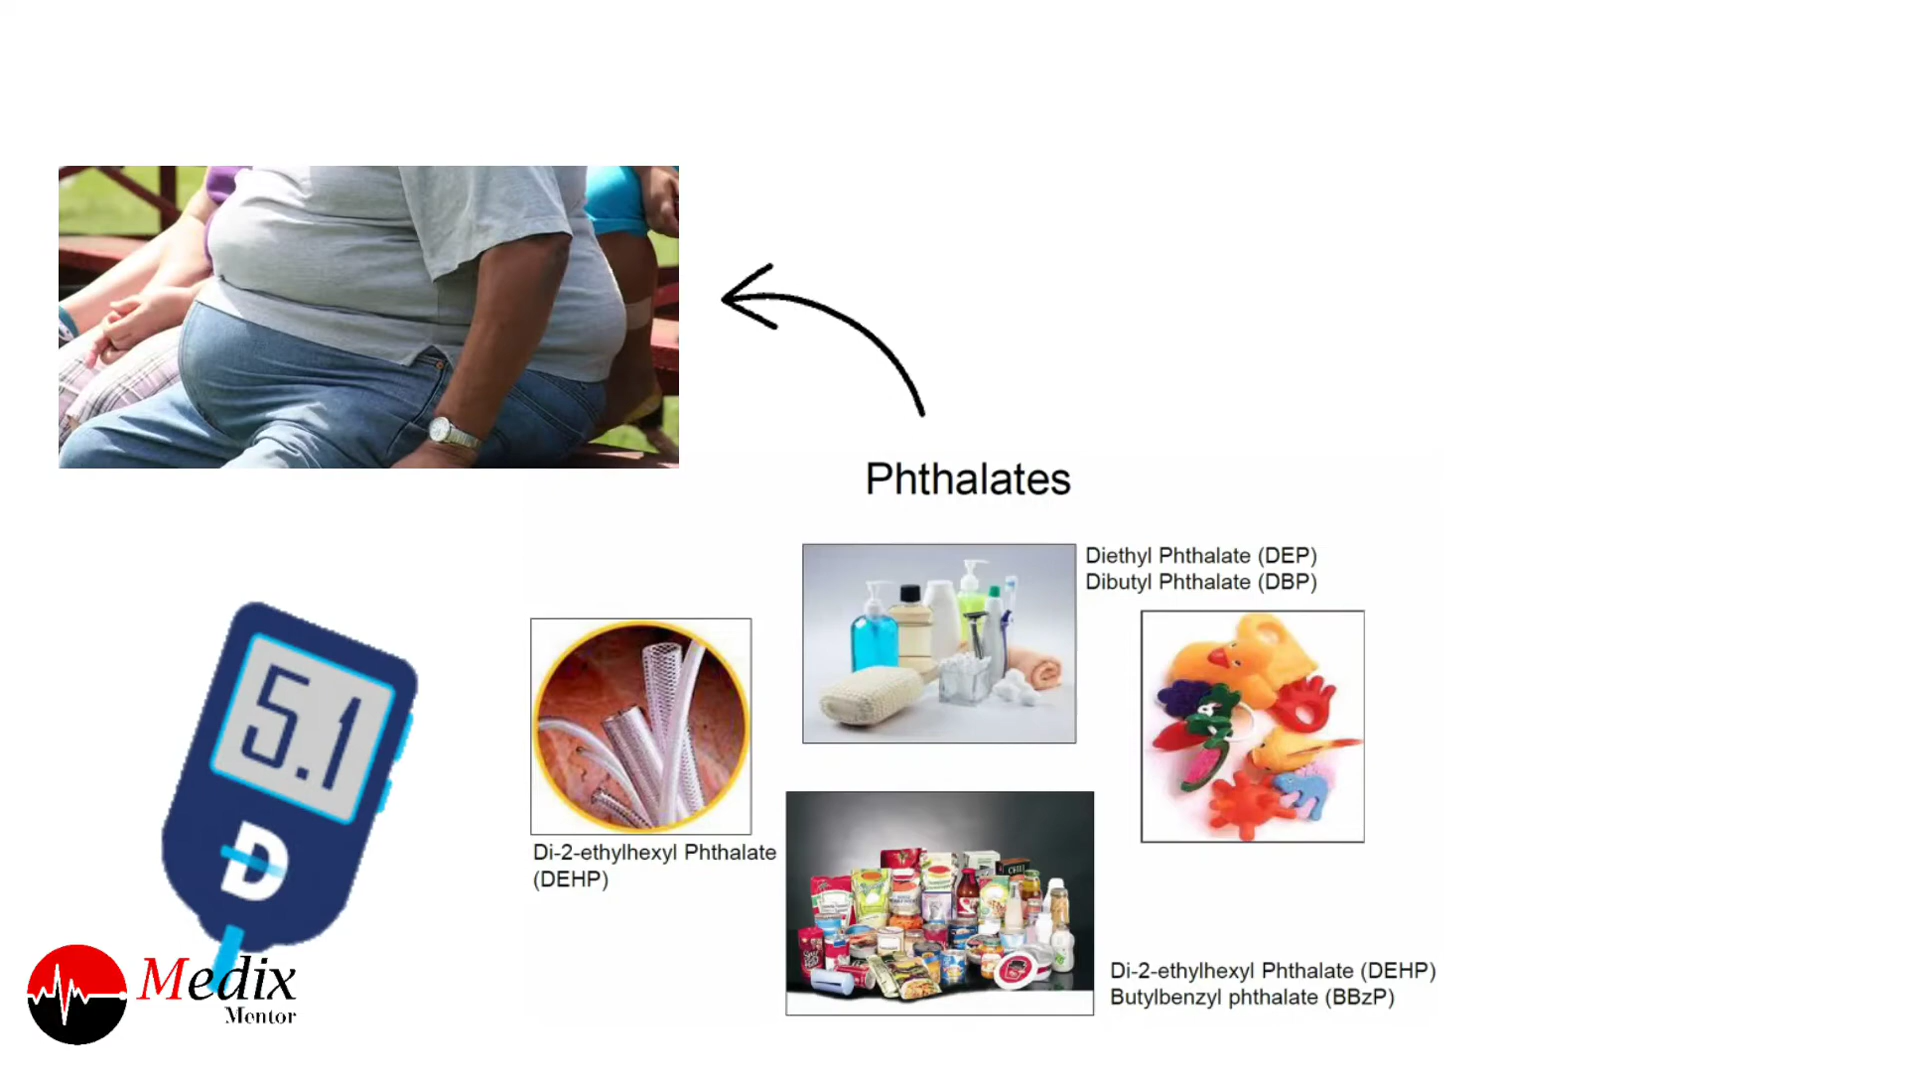 Phthalates
Diethyl Phthalate (DEP)
Dibutyl Phthalate (DBP)
5.1
D
Di-2-ethylhexyl Phthalate
(DEHP)
CHILI
Di-2-ethylhexyl Phthalate (DEHP)
Butylbenzyl phthalate (BBzP)
Medix
Mentor